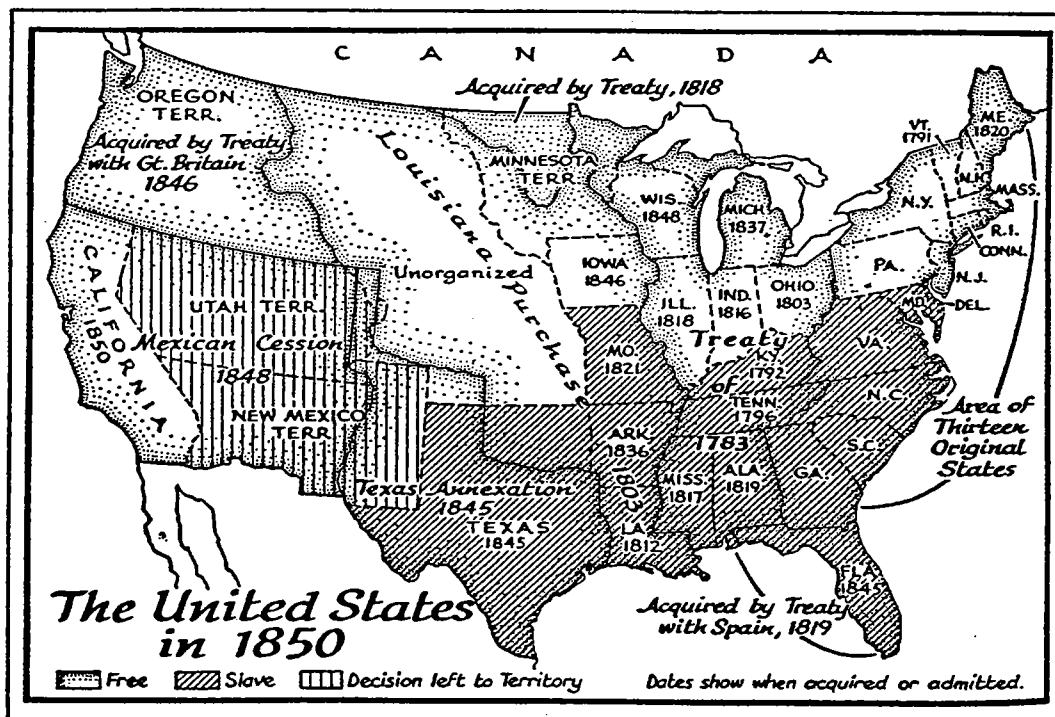 CANADA
Acquired by Treaty, 1818
OREGON
TERR.
Acquired by Treaty
with Gt. Britain
1846
Louisiana Purchase
1803
MINNESOTA
TERR.
Unorganized
WIS.
1848
MICH.
1837
IOWA
1846
ILL.
1818
IND.
1816
OHIO
1803
VT.
1791
ME.
1820
N.H.
MASS.
N.Y.
R.I.
CONN.
PA.
N.J.
MD.
DEL.
CALIFORNIA
1850
UTAH TERR.
Mexican Cession
1848
NEW MEXICO
TERR.
MO.
1821
Treaty
of
1783
KY.
1792
TENN.
1796
VA.
N.C.
S.C.
GA.
ARK.
1836
MISS.
1817
ALA.
1819
LA.
1812
Texas Annexation
1845
TEXAS
1845
FLA.
1845
Area of
Thirteen
Original
States
Acquired by Treaty
with Spain, 1819
The United States
in 1850
Free
Slave
Decision left to Territory
Dates show when acquired or admitted.